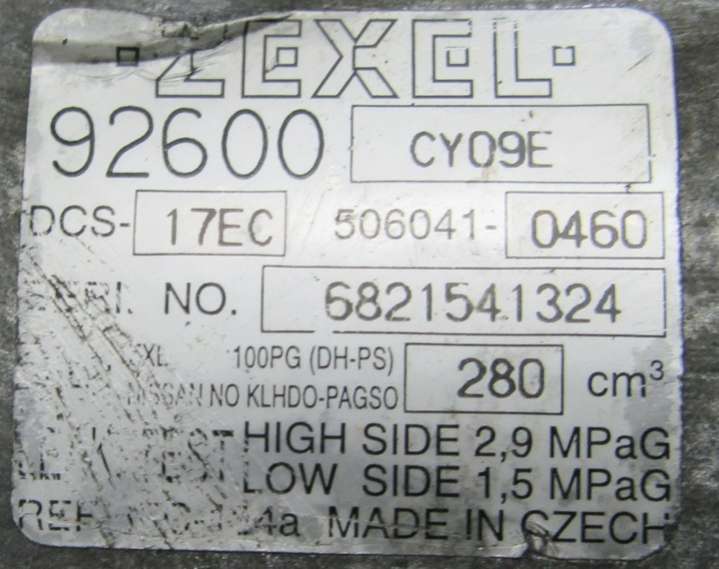 ZEXEL
92600 CY09E
DCS- 17EC 506041- 0460
NO. 6821541324
100PG (DH-PS)
NO KLHDO-PAGSO 280 cm³
HIGH SIDE 2,9 MPaG
LOW SIDE 1,5 MPaG
MADE IN CZECH